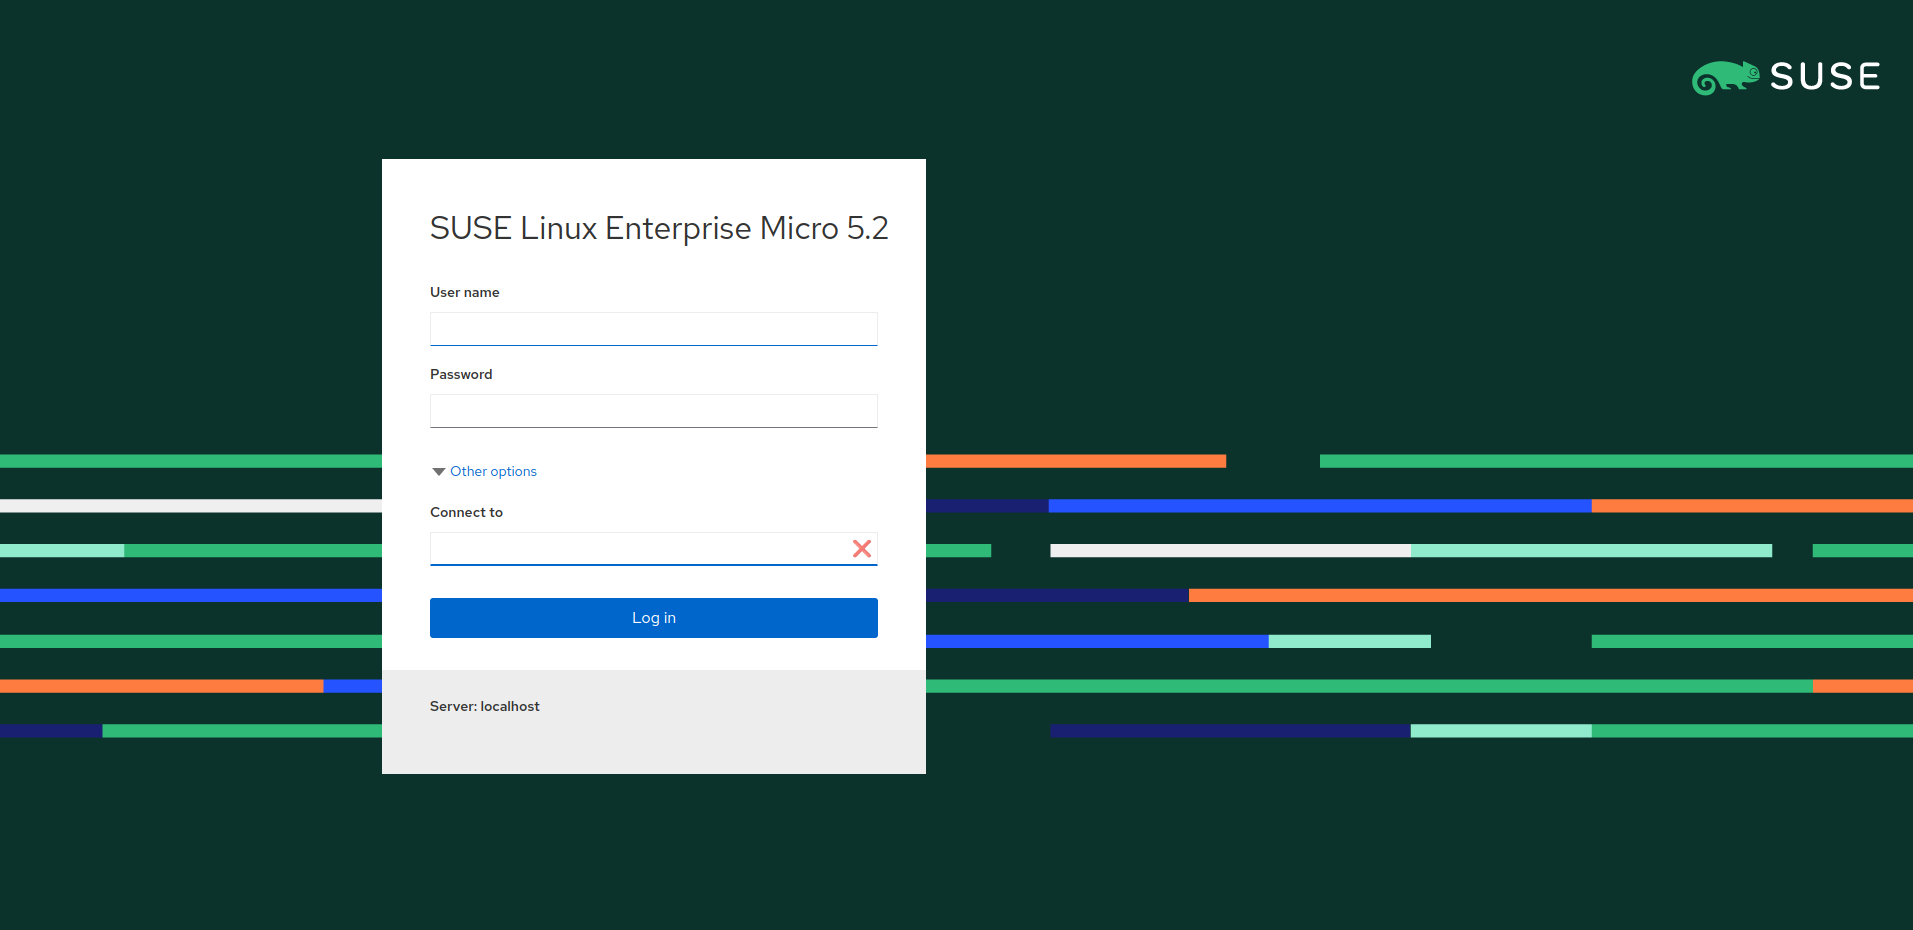 SUSE
SUSE Linux Enterprise Micro 5.2
User name
Password
Other options
Connect to
Log in
Server: localhost